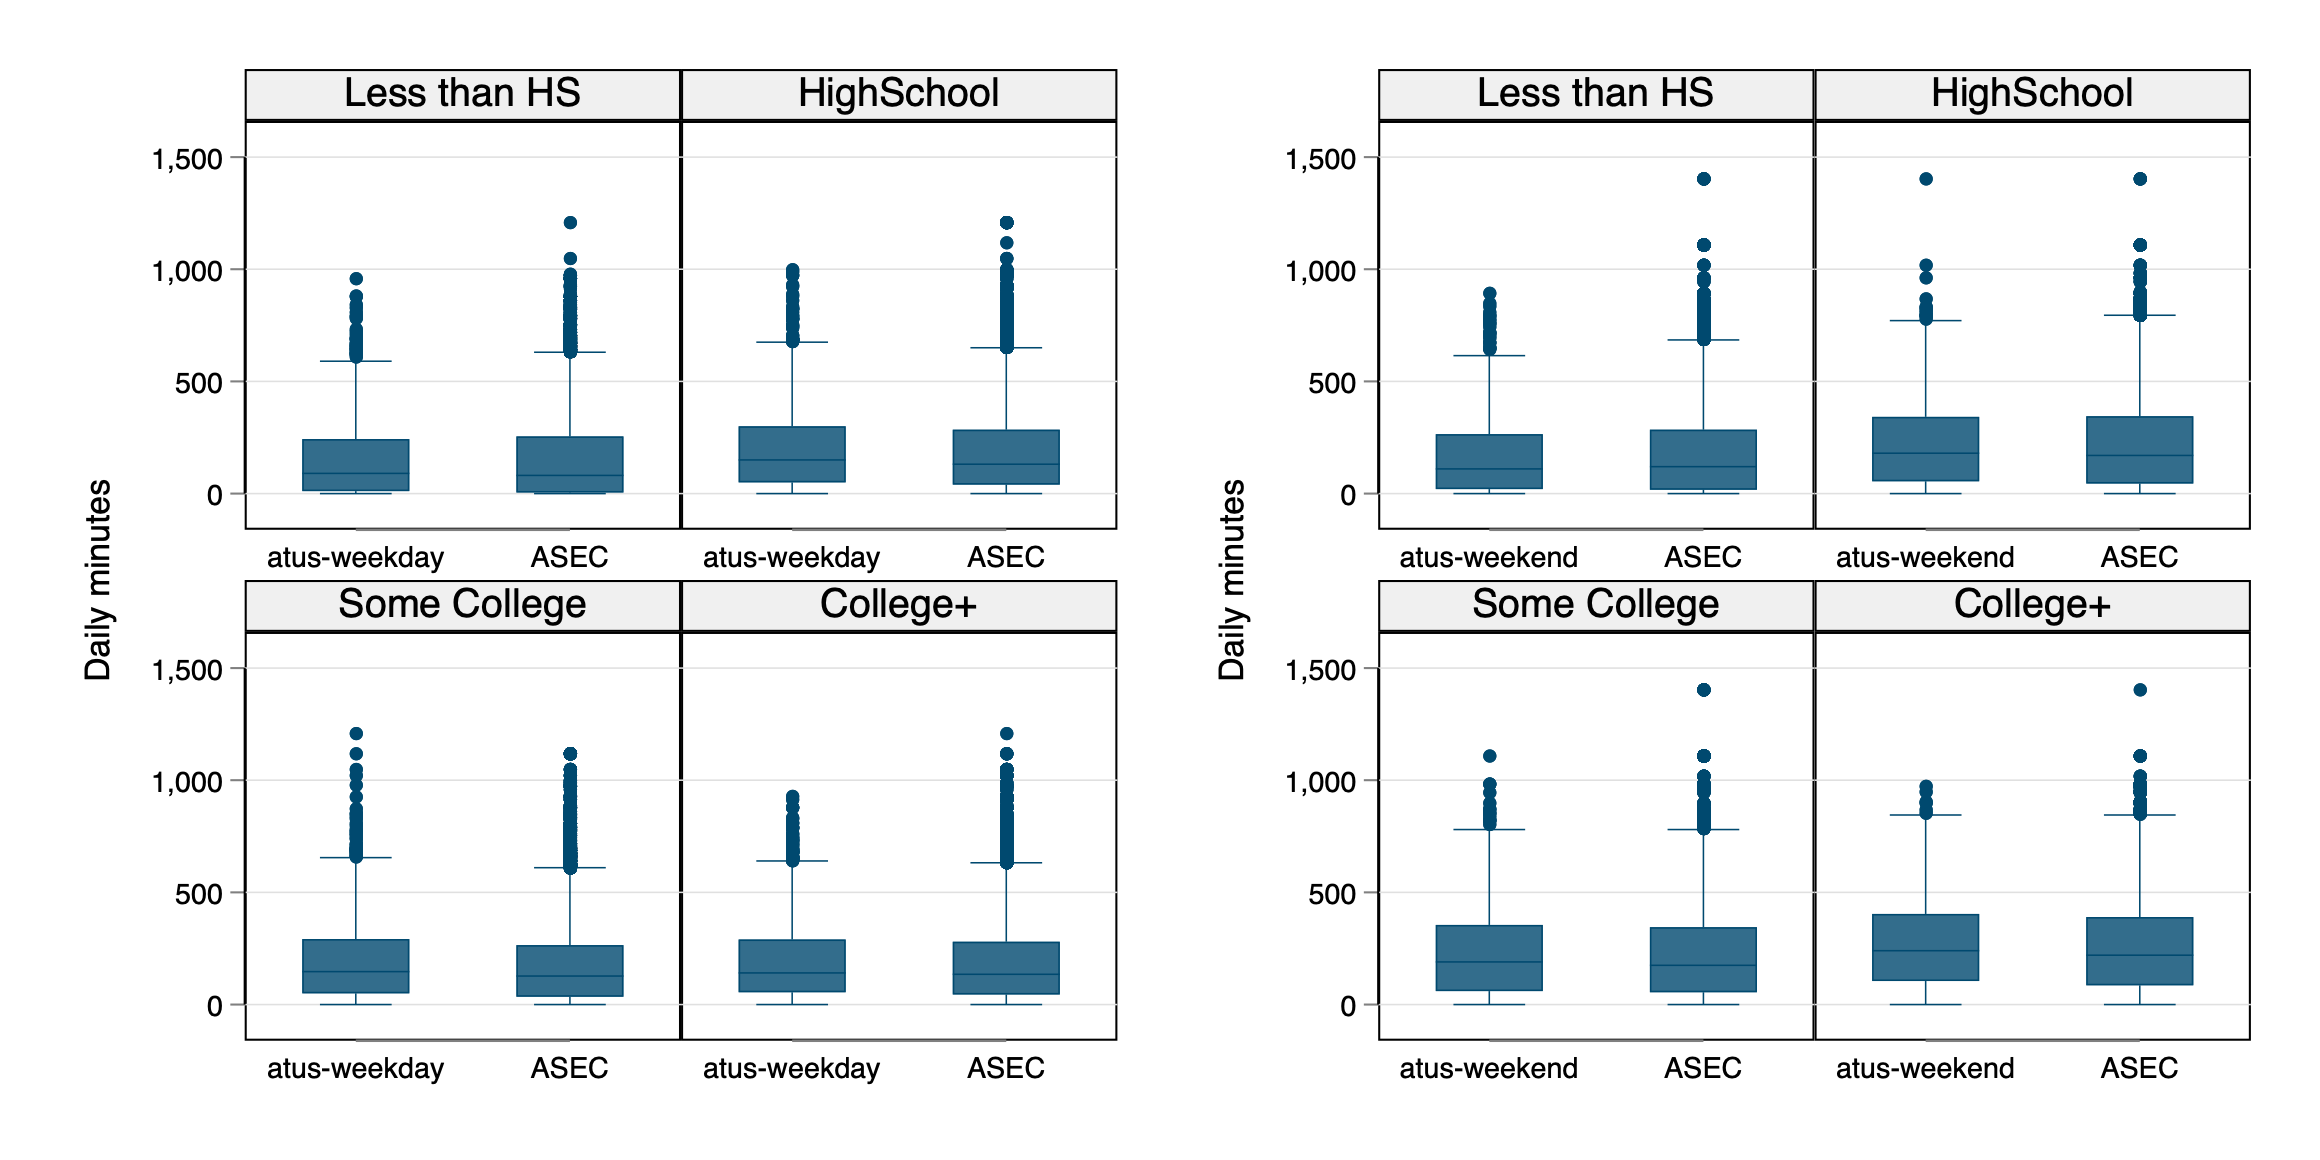 Less than HS
HighSchool
1,500
1,000
500
0
atus-weekday
ASEC
atus-weekday
ASEC
Some College
College+
1,500
1,000
500
0
atus-weekday
ASEC
atus-weekday
ASEC
Daily minutes
Less than HS
HighSchool
1,500
1,000
500
0
atus-weekend
ASEC
atus-weekend
ASEC
Some College
College+
1,500
1,000
500
0
atus-weekend
ASEC
atus-weekend
ASEC
Daily minutes